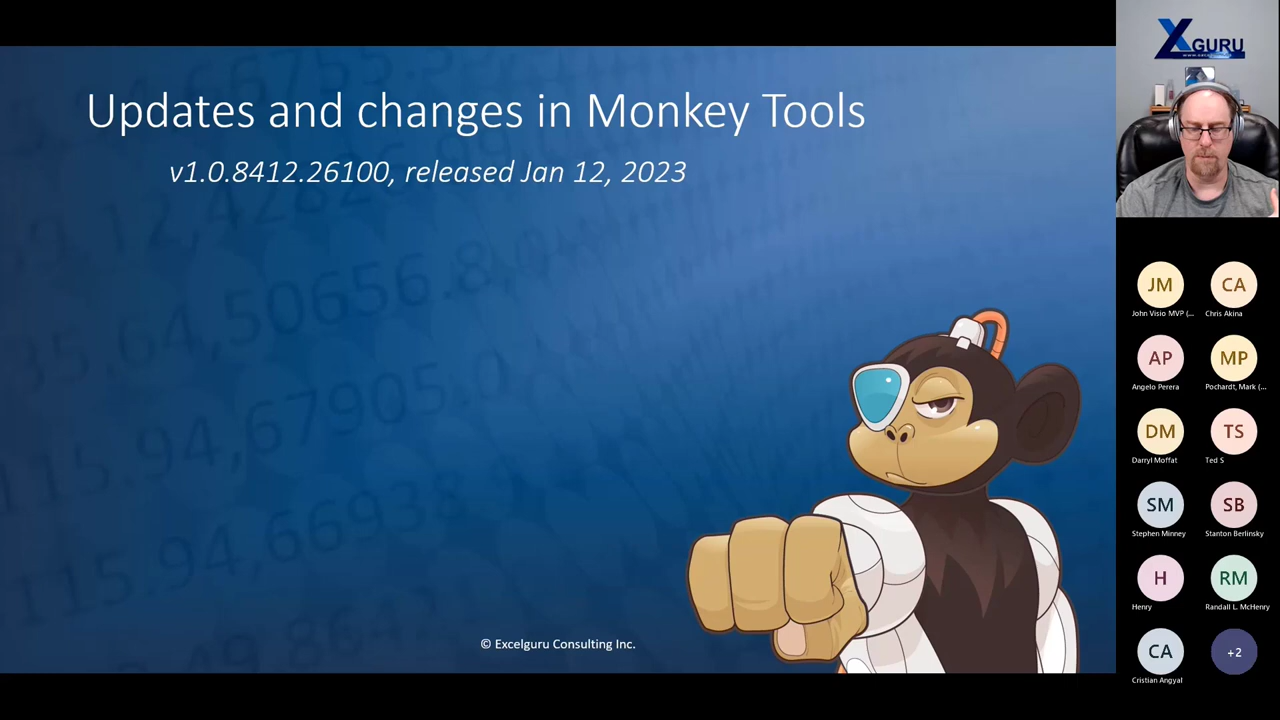 Updates and changes in Monkey Tools
v1.0.8412.26100, released Jan 12, 2023
© Excelguru Consulting Inc.
XGURU
JM
CA
John Visio MVP (...
Chris Akina
AP
MP
Angelo Perera
Pochardt, Mark (...
DM
TS
Darryl Moffat
Ted S
SM
SB
Stephen Minney
Stanton Berlinsky
H
RM
Henry
Randall L. McHenry
CA
+2
Cristian Angyal